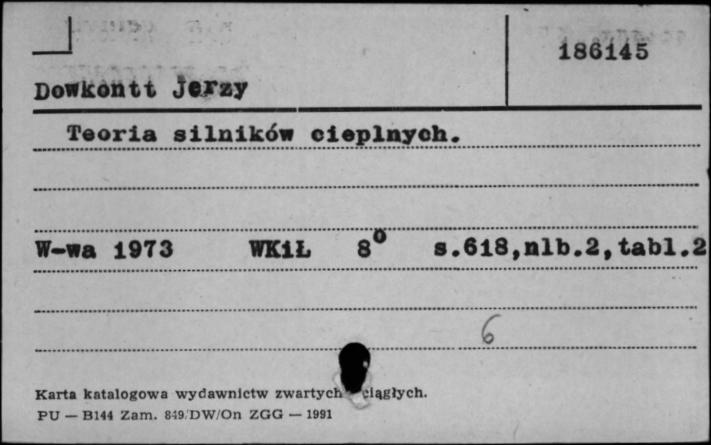 186145
Dowkontt Jerzy
Teoria silników cieplnych.
W-wa 1973 WKiŁ 8° s.618,nlb.2,tabl.2
6
Karta katalogowa wydawnictw zwartych ciągłych.
PU — B144 Zam. 849/DW/On ZGG — 1991